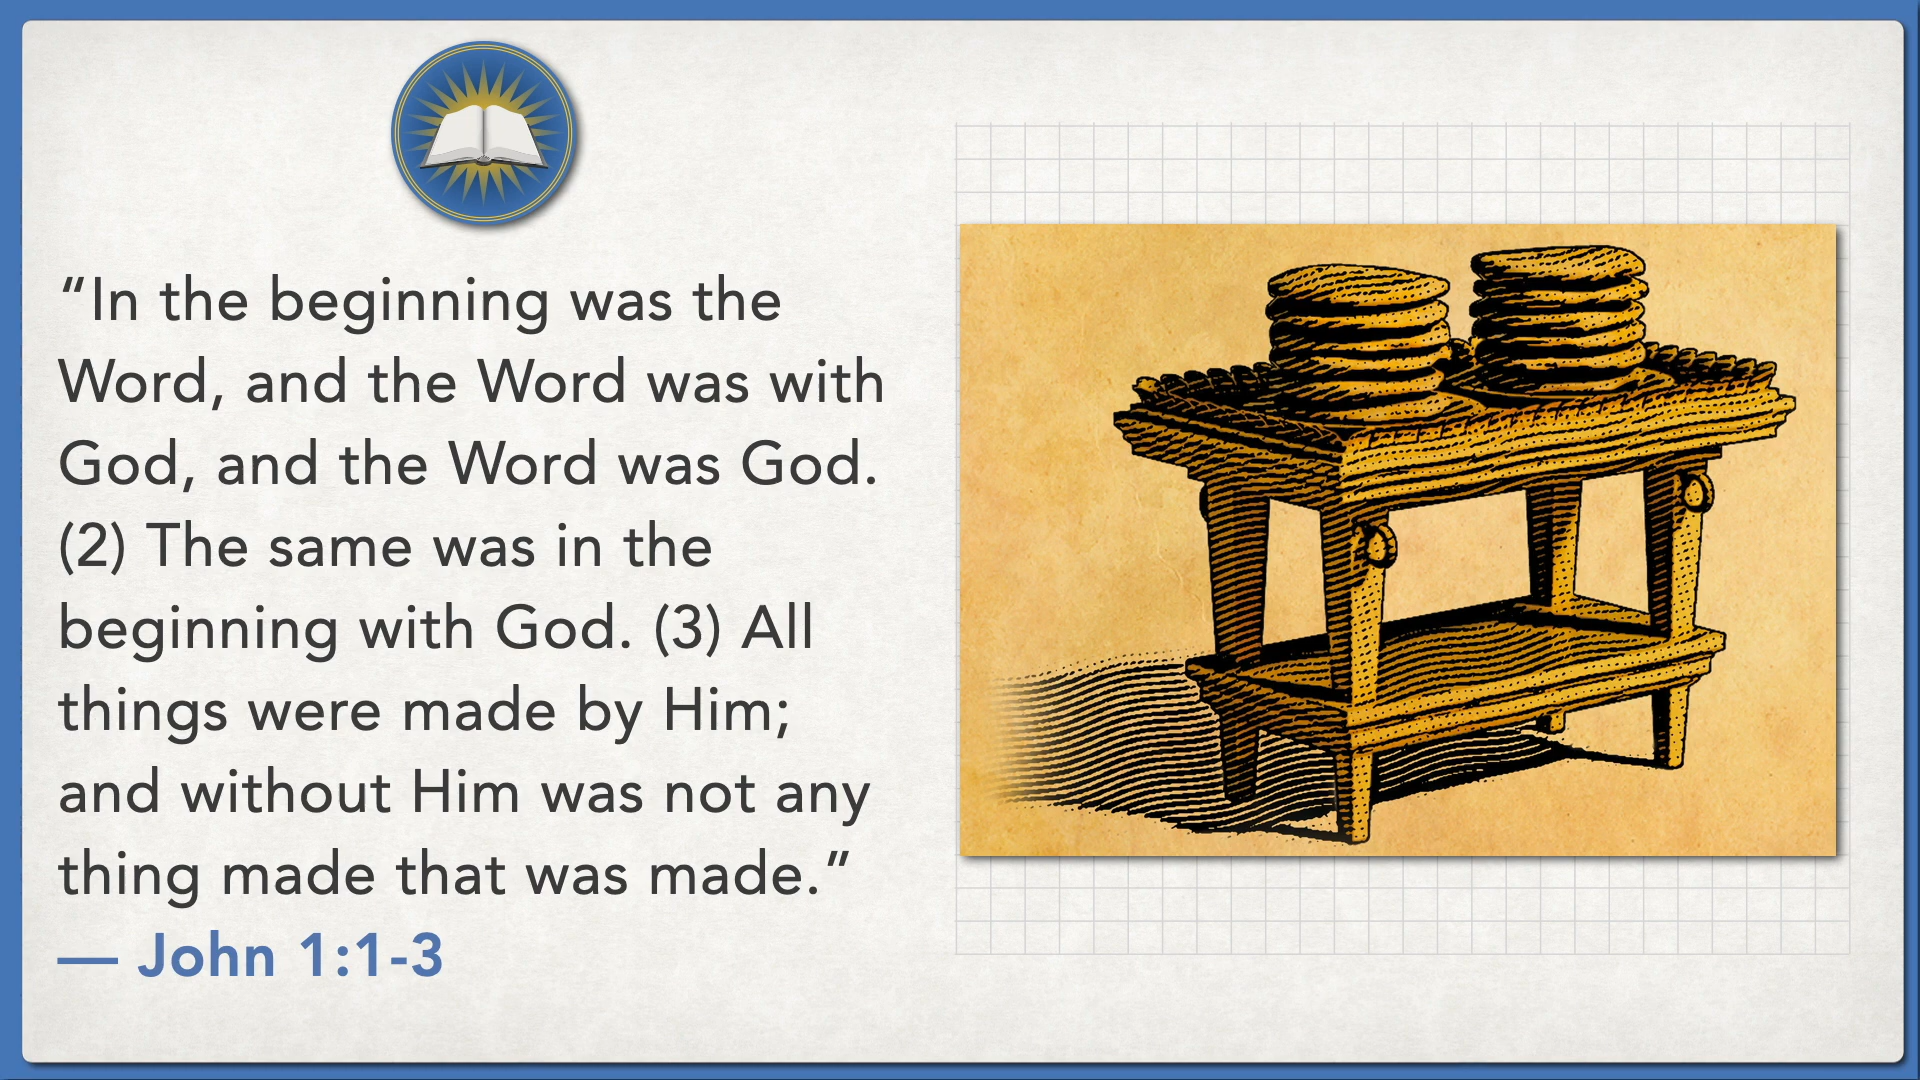 “In the beginning was the
Word, and the Word was with
God, and the Word was God.
(2) The same was in the
beginning with God. (3) All
things were made by Him;
and without Him was not any
thing made that was made.”
— John 1:1-3